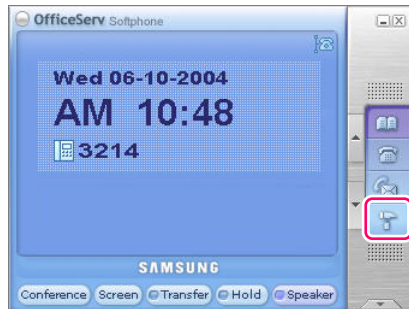 OfficeServ Softphone
Wed 06-10-2004
AM 10:48
3214
SAMSUNG
Conference Screen Transfer Hold Speaker